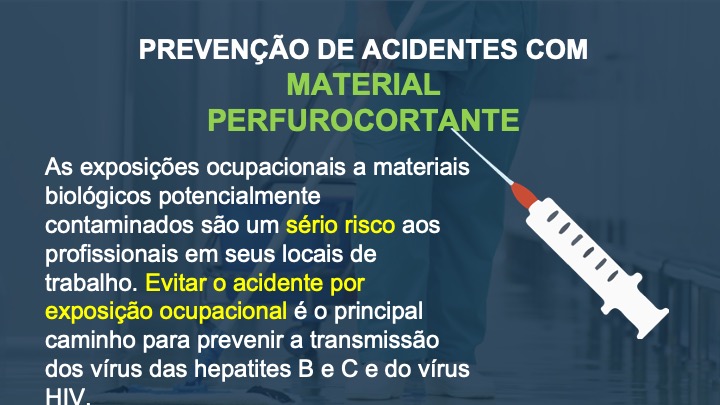 PREVENÇÃO DE ACIDENTES COM
MATERIAL
PERFUROCORTANTE
As exposições ocupacionais a materiais
biológicos potencialmente
contaminados são um sério risco aos
profissionais em seus locais de
trabalho. Evitar o acidente por
exposição ocupacional é o principal
caminho para prevenir a transmissão
dos vírus das hepatites B e C e do vírus
HIV.